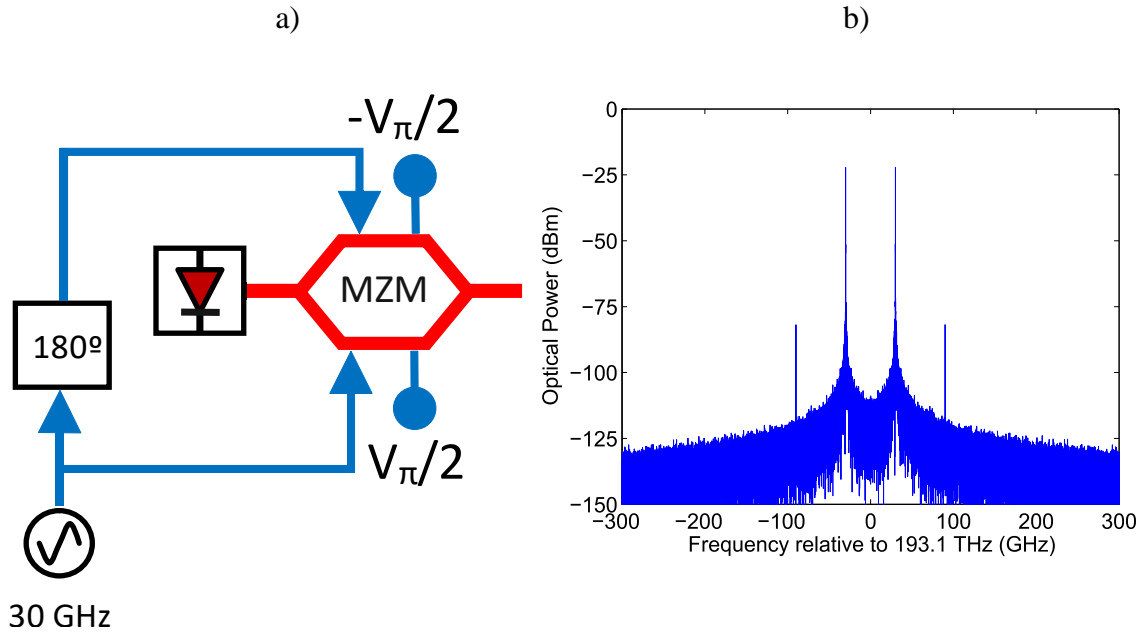 a)
-Vπ/2
MZM
180º
Vπ/2
30 GHz
b)
0
−25
−50
−75
−100
−125
−150
Optical Power (dBm)
−300 −200 −100 0 100 200 300
Frequency relative to 193.1 THz (GHz)